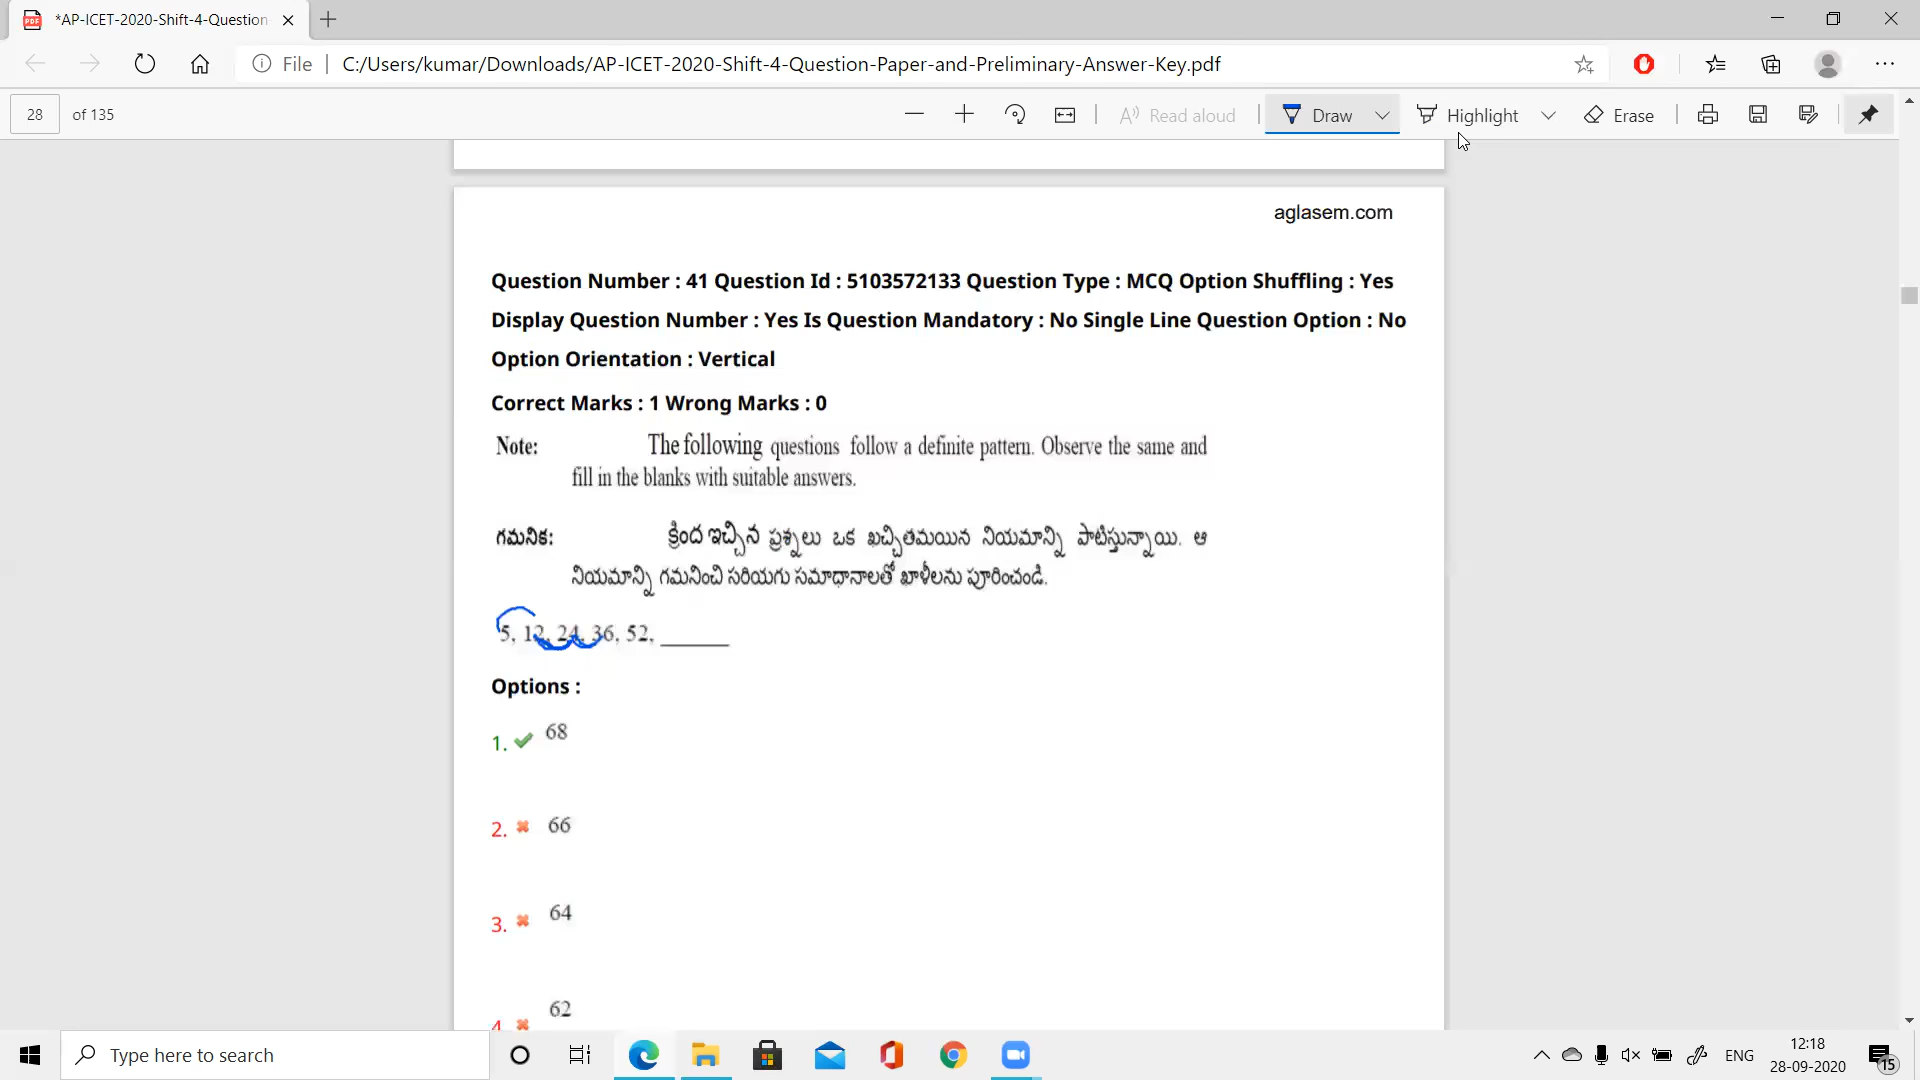 *AP-ICET-2020-Shift-4-Question
File
C:/Users/kumar/Downloads/AP-ICET-2020-Shift-4-Question-Paper-and-Preliminary-Answer-Key.pdf
28 of 135
Read aloud
Draw
Highlight
Erase
aglasem.com
Question Number : 41 Question Id : 5103572133 Question Type : MCQ Option Shuffling : Yes
Display Question Number : Yes Is Question Mandatory : No Single Line Question Option : No
Option Orientation : Vertical
Correct Marks : 1 Wrong Marks : 0
Note: The following questions follow a definite pattern. Observe the same and
fill in the blanks with suitable answers.
గమనిక: క్రింద ఇచ్చిన ప్రశ్నలు ఒక ఖచ్చితమయిన నియమాన్ని పాటిస్తున్నాయి. ఆ
నియమాన్ని గమనించి సరియగు సమాధానాలతో ఖాళీలను పూరించండి.
5, 12, 24, 36, 52, ______
Options :
1. 68
2. 66
3. 64
4. 62
Type here to search
ENG
12:18
28-09-2020
15